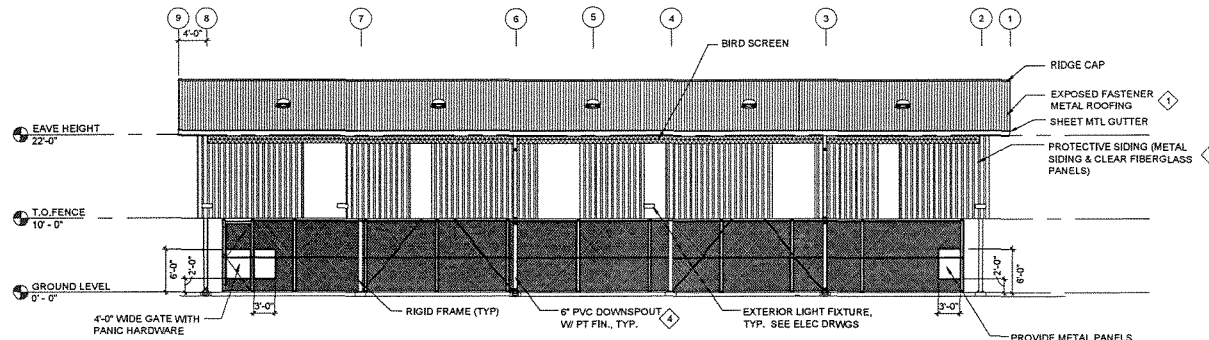 9
8
7
6
5
4
3
2
1
4'-0"
BIRD SCREEN
RIDGE CAP
EXPOSED FASTENER
METAL ROOFING
1
SHEET MTL GUTTER
EAVE HEIGHT
22'-0"
PROTECTIVE SIDING (METAL
SIDING & CLEAR FIBERGLASS
PANELS)
T.O.FENCE
10' - 0"
6'-0"
2'-0"
2'-0"
6'-0"
GROUND LEVEL
0' - 0"
3'-0"
3'-0"
4'-0" WIDE GATE WITH
PANIC HARDWARE
RIGID FRAME (TYP)
6" PVC DOWNSPOUT
W/ PT FIN., TYP.
4
EXTERIOR LIGHT FIXTURE,
TYP. SEE ELEC DRWGS
PROVIDE METAL PANELS